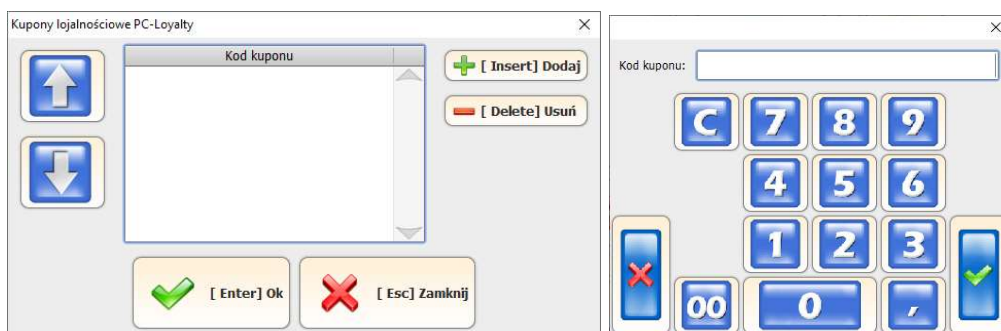 Kupony lojalnościowe PC-Loyalty
Kod kuponu
[ Insert] Dodaj
[ Delete] Usuń
[ Enter] Ok
[ Esc] Zamknij
Kod kuponu:
C 7 8 9
4 5 6
1 2 3
00 0 ,